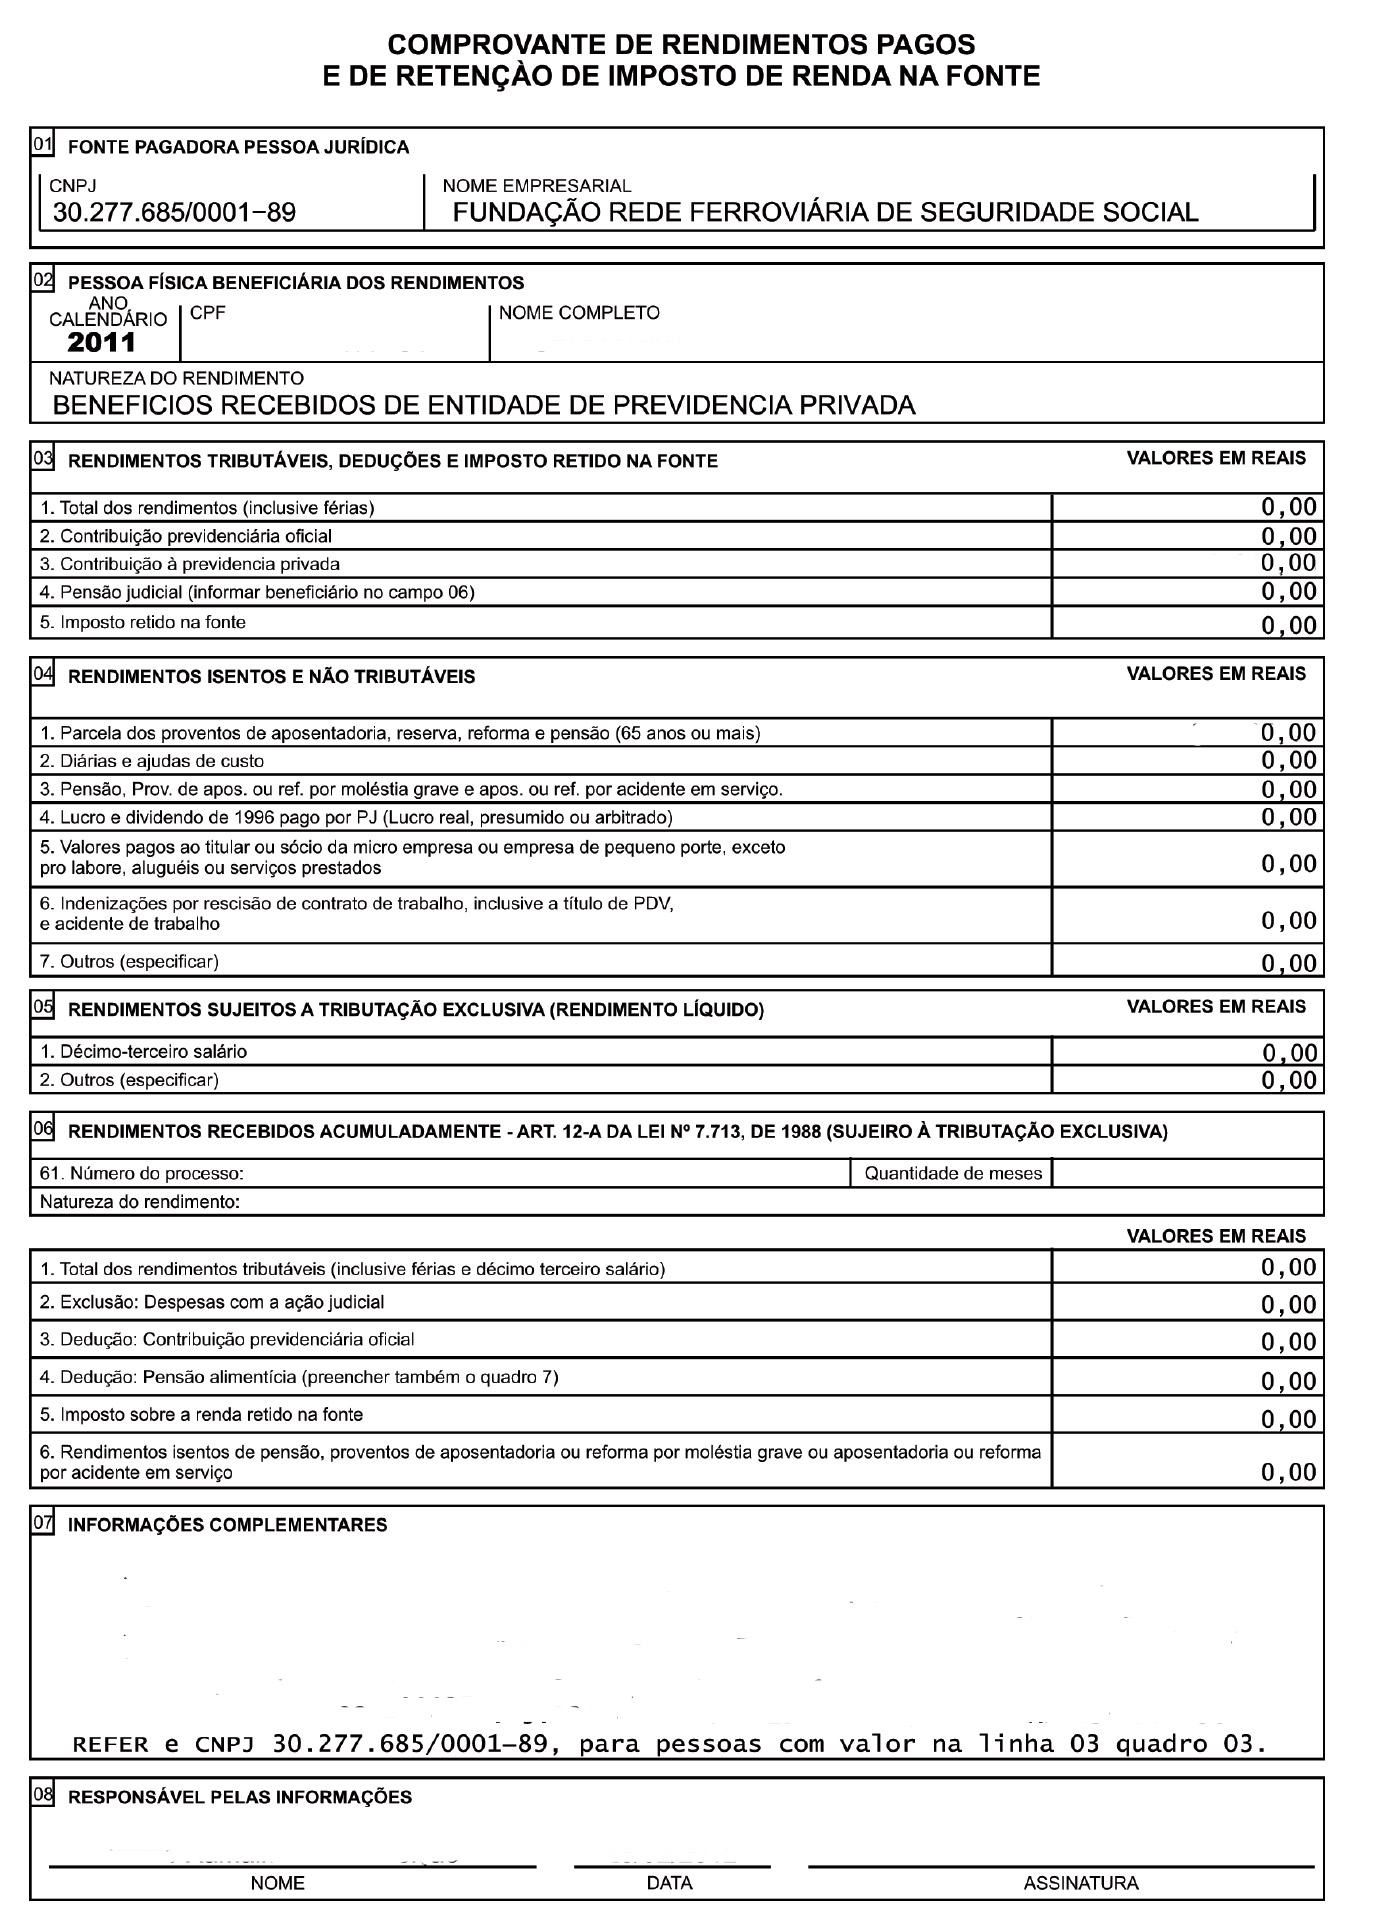 COMPROVANTE DE RENDIMENTOS PAGOS
E DE RETENÇÀO DE IMPOSTO DE RENDA NA FONTE
01 FONTE PAGADORA PESSOA JURÍDICA
CNPJ NOME EMPRESARIAL
30.277.685/0001–89 FUNDAÇÃO REDE FERROVIÁRIA DE SEGURIDADE SOCIAL
02 PESSOA FÍSICA BENEFICIÁRIA DOS RENDIMENTOS
ANO CALENDÁRIO CPF NOME COMPLETO
2011
NATUREZA DO RENDIMENTO
BENEFICIOS RECEBIDOS DE ENTIDADE DE PREVIDENCIA PRIVADA
03 RENDIMENTOS TRIBUTÁVEIS, DEDUÇÕES E IMPOSTO RETIDO NA FONTE VALORES EM REAIS
1. Total dos rendimentos (inclusive férias) 0,00
2. Contribuição previdenciária oficial 0,00
3. Contribuição à previdencia privada 0,00
4. Pensão judicial (informar beneficiário no campo 06) 0,00
5. Imposto retido na fonte 0,00
04 RENDIMENTOS ISENTOS E NÃO TRIBUTÁVEIS VALORES EM REAIS
1. Parcela dos proventos de aposentadoria, reserva, reforma e pensão (65 anos ou mais) 0,00
2. Diárias e ajudas de custo 0,00
3. Pensão, Prov. de apos. ou ref. por moléstia grave e apos. ou ref. por acidente em serviço. 0,00
4. Lucro e dividendo de 1996 pago por PJ (Lucro real, presumido ou arbitrado) 0,00
5. Valores pagos ao titular ou sócio da micro empresa ou empresa de pequeno porte, exceto
pro labore, aluguéis ou serviços prestados 0,00
6. Indenizações por rescisão de contrato de trabalho, inclusive a título de PDV,
e acidente de trabalho 0,00
7. Outros (especificar) 0,00
05 RENDIMENTOS SUJEITOS A TRIBUTAÇÃO EXCLUSIVA (RENDIMENTO LÍQUIDO) VALORES EM REAIS
1. Décimo-terceiro salário 0,00
2. Outros (especificar) 0,00
06 RENDIMENTOS RECEBIDOS ACUMULADAMENTE - ART. 12-A DA LEI Nº 7.713, DE 1988 (SUJEIRO À TRIBUTAÇÃO EXCLUSIVA)
61. Número do processo: Quantidade de meses
Natureza do rendimento:
VALORES EM REAIS
1. Total dos rendimentos tributáveis (inclusive férias e décimo terceiro salário) 0,00
2. Exclusão: Despesas com a ação judicial 0,00
3. Dedução: Contribuição previdenciária oficial 0,00
4. Dedução: Pensão alimentícia (preencher também o quadro 7) 0,00
5. Imposto sobre a renda retido na fonte 0,00
6. Rendimentos isentos de pensão, proventos de aposentadoria ou reforma por moléstia grave ou aposentadoria ou reforma
por acidente em serviço 0,00
07 INFORMAÇÕES COMPLEMENTARES
REFER e CNPJ 30.277.685/0001–89, para pessoas com valor na linha 03 quadro 03.
08 RESPONSÁVEL PELAS INFORMAÇÕES
NOME DATA ASSINATURA